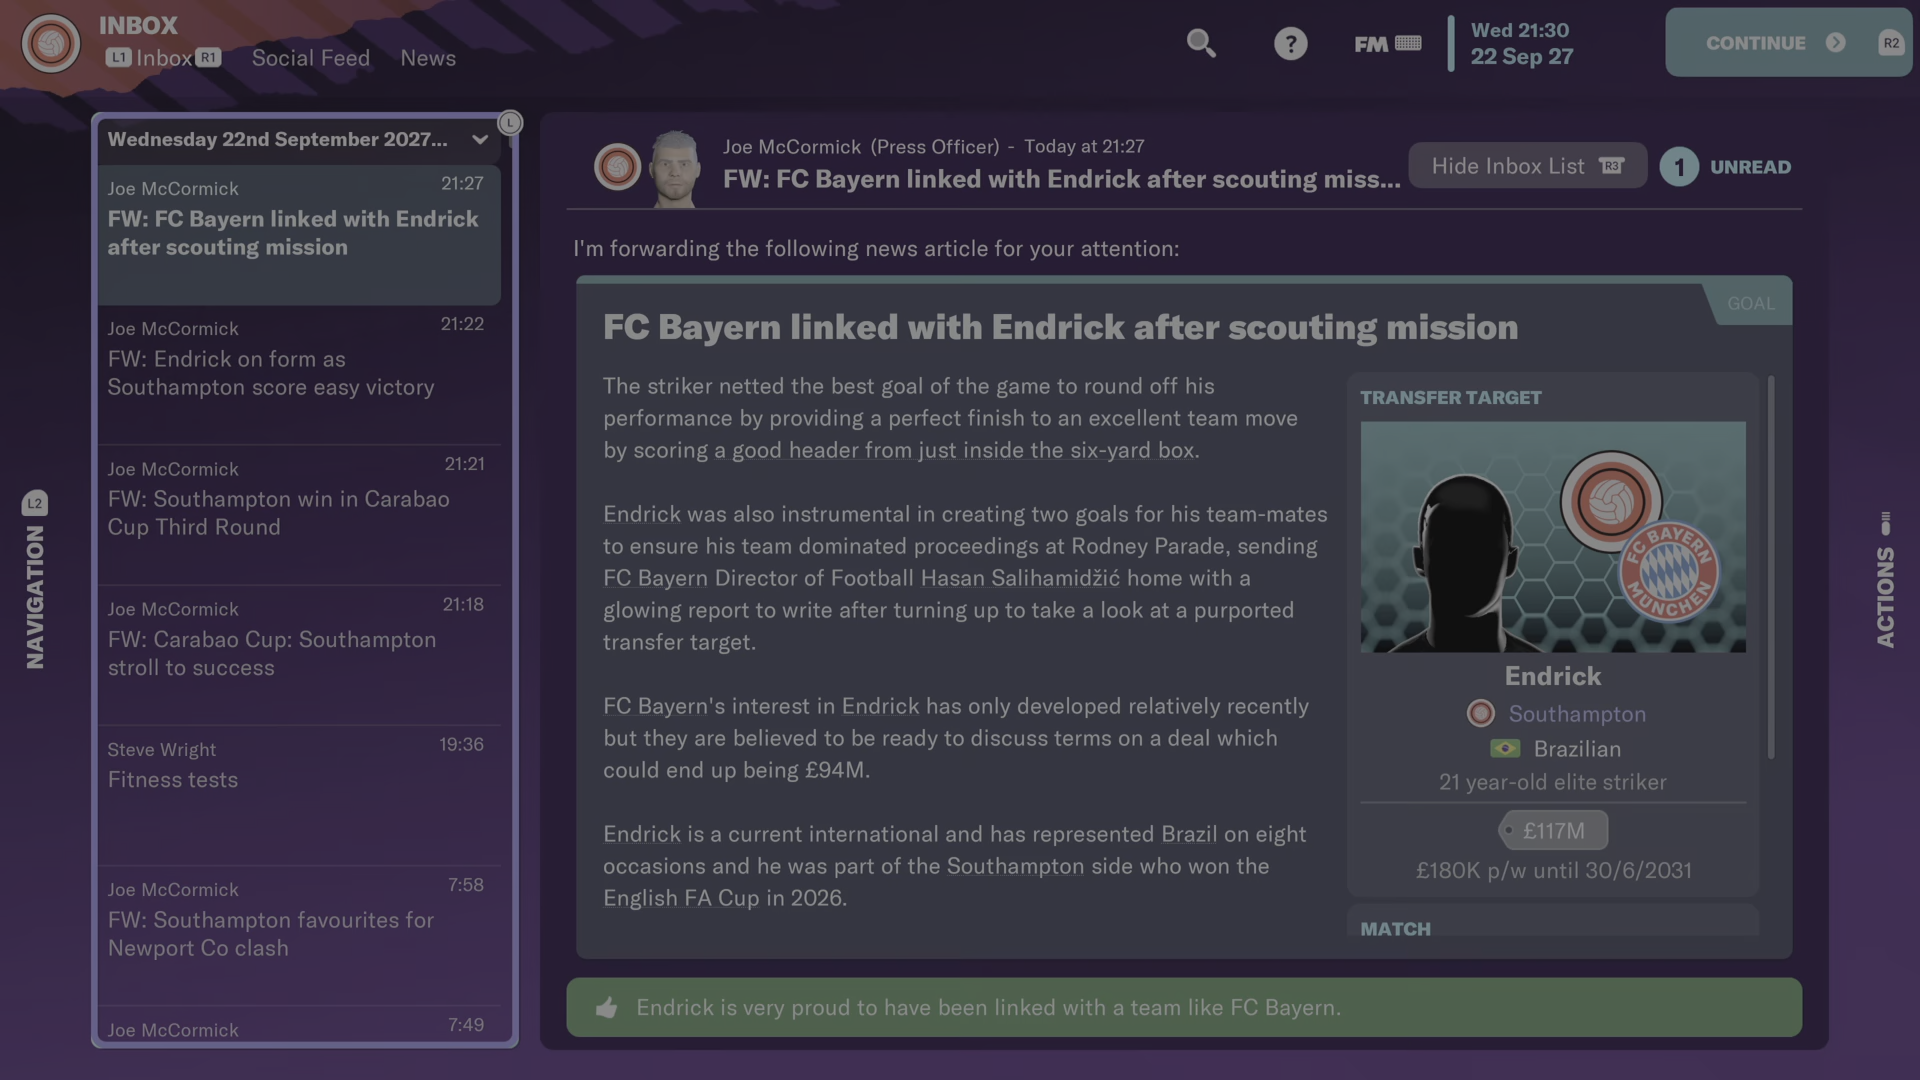 INBOX
L1 Inbox R1 Social Feed News
?
FM
Wed 21:30
22 Sep 27
CONTINUE R2
L2
NAVIGATION
Wednesday 22nd September 2027...
L
Joe McCormick 21:27
FW: FC Bayern linked with Endrick
after scouting mission
Joe McCormick 21:22
FW: Endrick on form as
Southampton score easy victory
Joe McCormick 21:21
FW: Southampton win in Carabao
Cup Third Round
Joe McCormick 21:18
FW: Carabao Cup: Southampton
stroll to success
Steve Wright 19:36
Fitness tests
Joe McCormick 7:58
FW: Southampton favourites for
Newport Co clash
Joe McCormick 7:49
Joe McCormick (Press Officer) - Today at 21:27
FW: FC Bayern linked with Endrick after scouting miss...
Hide Inbox List R3
1 UNREAD
I'm forwarding the following news article for your attention:
GOAL
FC Bayern linked with Endrick after scouting mission
The striker netted the best goal of the game to round off his
performance by providing a perfect finish to an excellent team move
by scoring a good header from just inside the six-yard box.
Endrick was also instrumental in creating two goals for his team-mates
to ensure his team dominated proceedings at Rodney Parade, sending
FC Bayern Director of Football Hasan Salihamidžić home with a
glowing report to write after turning up to take a look at a purported
transfer target.
FC Bayern's interest in Endrick has only developed relatively recently
but they are believed to be ready to discuss terms on a deal which
could end up being £94M.
Endrick is a current international and has represented Brazil on eight
occasions and he was part of the Southampton side who won the
English FA Cup in 2026.
TRANSFER TARGET
FC BAYERN
MÜNCHEN
Endrick
Southampton
Brazilian
21 year-old elite striker
£117M
£180K p/w until 30/6/2031
MATCH
Endrick is very proud to have been linked with a team like FC Bayern.
ACTIONS